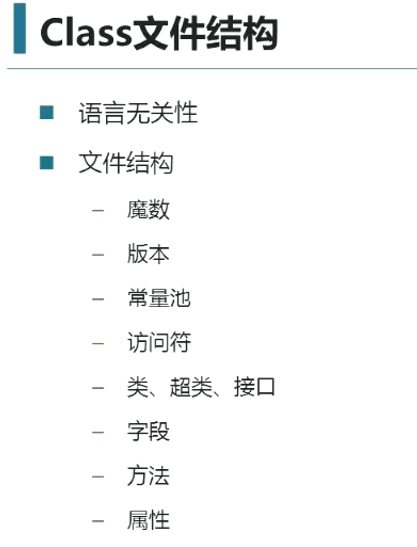 Class文件结构
语言无关性
文件结构
– 魔数
– 版本
– 常量池
– 访问符
– 类、超类、接口
– 字段
– 方法
– 属性